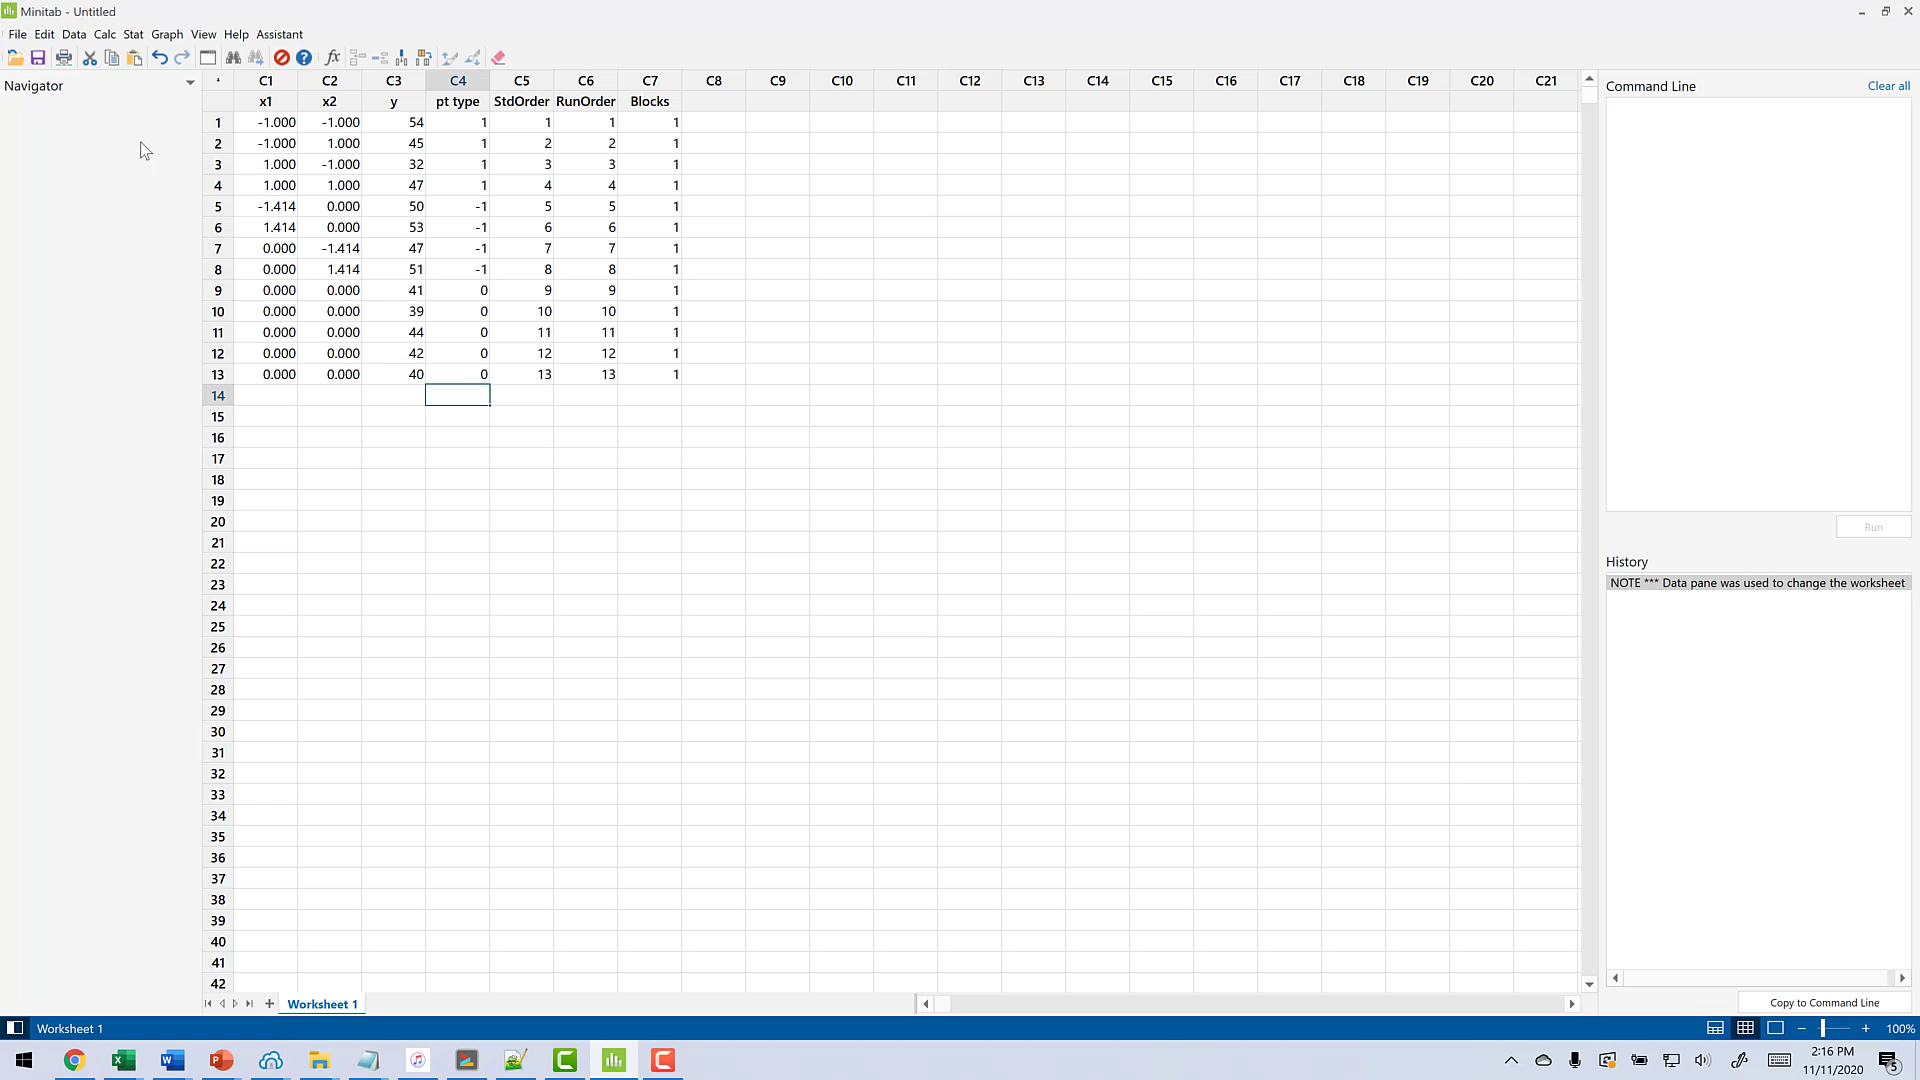 Minitab - Untitled
File Edit Data Calc Stat Graph View Help Assistant
Navigator
C1 C2 C3 C4 C5 C6 C7 C8 C9 C10 C11 C12 C13 C14 C15 C16 C17 C18 C19 C20 C21
x1 x2 y pt type StdOrder RunOrder Blocks
1 -1.000 -1.000 54 1 1 1 1
2 -1.000 1.000 45 1 2 2 1
3 1.000 -1.000 32 1 3 3 1
4 1.000 1.000 47 1 4 4 1
5 -1.414 0.000 50 -1 5 5 1
6 1.414 0.000 53 -1 6 6 1
7 0.000 -1.414 47 -1 7 7 1
8 0.000 1.414 51 -1 8 8 1
9 0.000 0.000 41 0 9 9 1
10 0.000 0.000 39 0 10 10 1
11 0.000 0.000 44 0 11 11 1
12 0.000 0.000 42 0 12 12 1
13 0.000 0.000 40 0 13 13 1
14
15
16
17
18
19
20
21
22
23
24
25
26
27
28
29
30
31
32
33
34
35
36
37
38
39
40
41
42
Worksheet 1
Command Line Clear all
Run
History
NOTE *** Data pane was used to change the worksheet
Copy to Command Line
Worksheet 1
100%
2:16 PM
11/11/2020
5